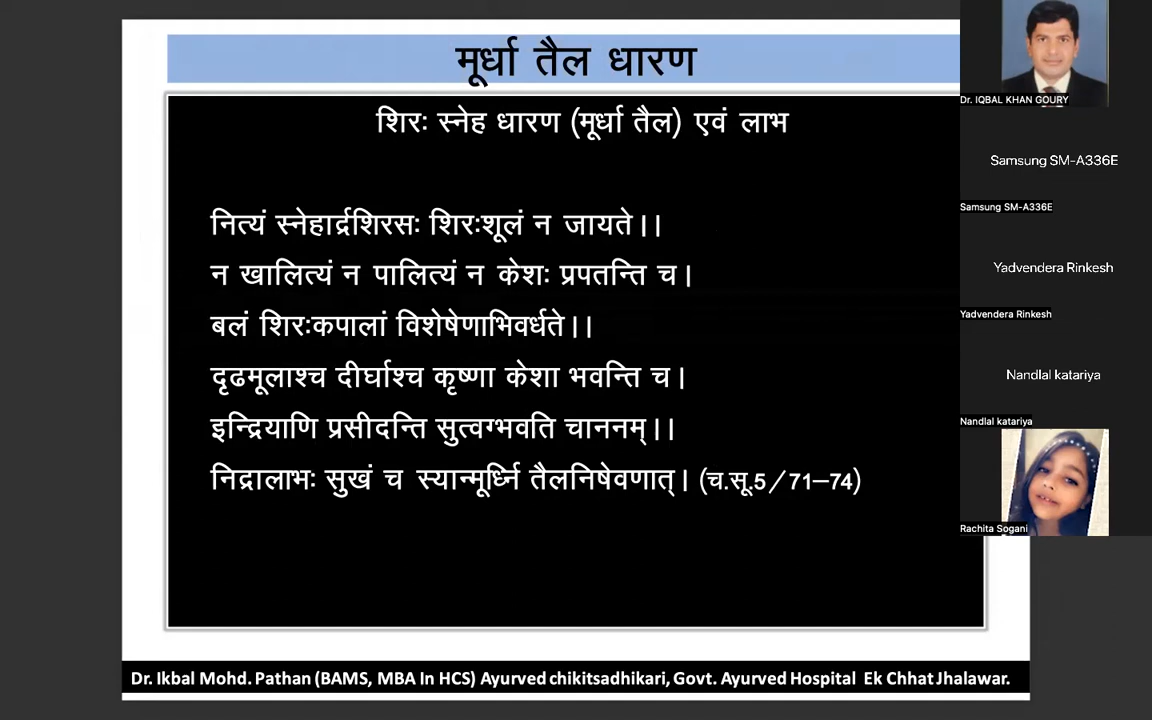 मूर्धा तैल धारण
शिरः स्नेह धारण (मूर्धा तैल) एवं लाभ
नित्यं स्नेहार्द्रशिरसः शिरःशूलं न जायते।।
न खालित्यं न पालित्यं न केशः प्रपतन्ति च।
बलं शिरःकपालां विशेषेणाभिवर्धते।।
दृढमूलाश्च दीर्घाश्च कृष्णा केशा भवन्ति च।
इन्द्रियाणि प्रसीदन्ति सुत्वग्भवति चाननम्।।
निद्रालाभः सुखं च स्यान्मूर्ध्नि तैलनिषेवणात्। (च.सू.5/71–74)
Dr. Ikbal Mohd. Pathan (BAMS, MBA In HCS) Ayurved chikitsadhikari, Govt. Ayurved Hospital Ek Chhat Jhalawar.
Dr. IQBAL KHAN GOURY
Samsung SM-A336E
Samsung SM-A336E
Yadvendera Rinkesh
Yadvendera Rinkesh
Nandlal katariya
Nandlal katariya
Rachita Sogani